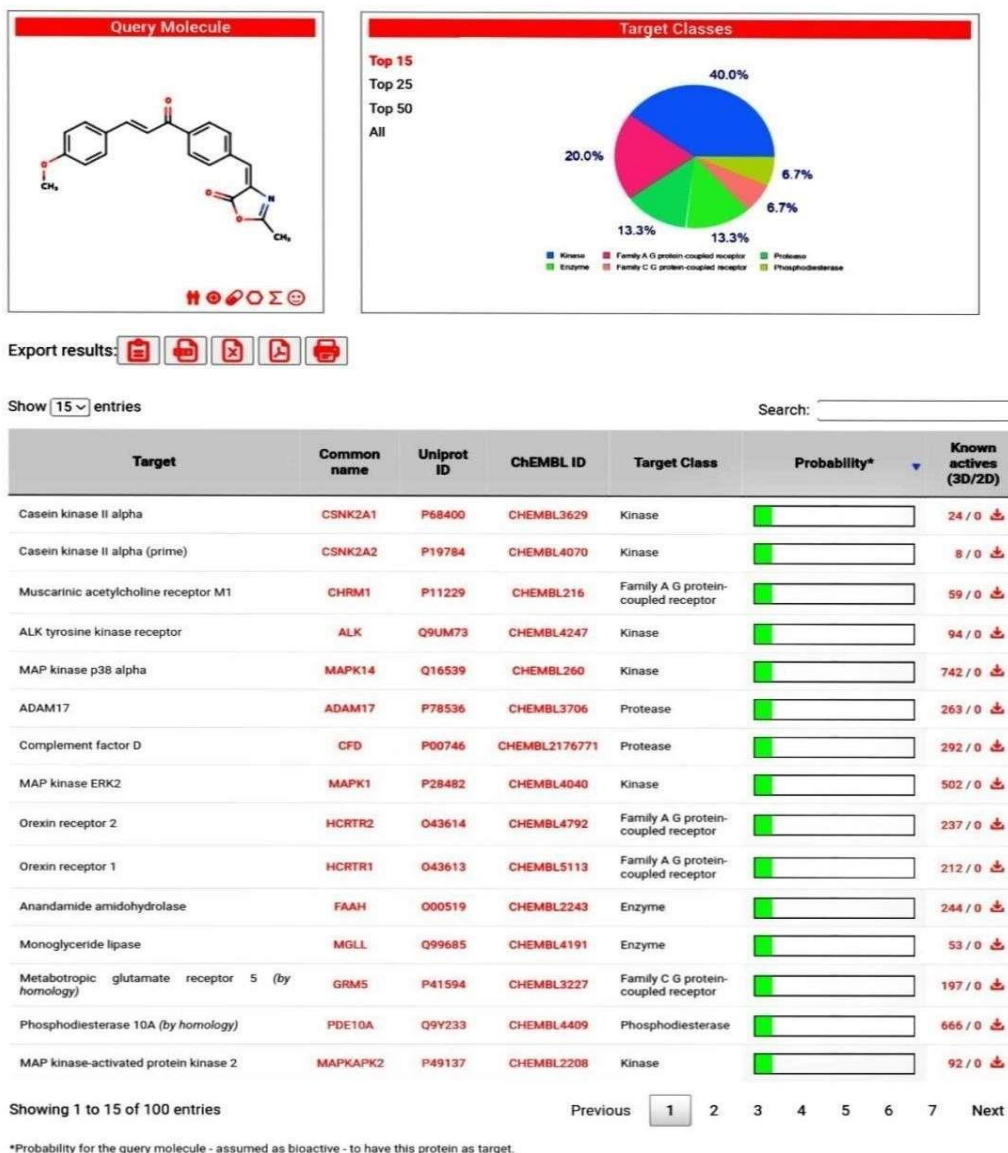 Query Molecule
Target Classes
Top 15
Top 25
Top 50
All
40.0%
20.0%
13.3%
13.3%
6.7%
6.7%
Kinase
Family A G protein-coupled receptor
Protease
Enzyme
Family C G protein-coupled receptor
Phosphodiesterase
O
O
CH₃
O
N
O
CH₃
Export results:
Show 15 entries
Search:
Target Common name Uniprot ID ChEMBL ID Target Class Probability* Known actives (3D/2D)
Casein kinase II alpha CSNK2A1 P68400 CHEMBL3629 Kinase 24 / 0
Casein kinase II alpha (prime) CSNK2A2 P19784 CHEMBL4070 Kinase 8 / 0
Muscarinic acetylcholine receptor M1 CHRM1 P11229 CHEMBL216 Family A G protein-coupled receptor 59 / 0
ALK tyrosine kinase receptor ALK Q9UM73 CHEMBL4247 Kinase 94 / 0
MAP kinase p38 alpha MAPK14 Q16539 CHEMBL260 Kinase 742 / 0
ADAM17 ADAM17 P78536 CHEMBL3706 Protease 263 / 0
Complement factor D CFD P00746 CHEMBL2176771 Protease 292 / 0
MAP kinase ERK2 MAPK1 P28482 CHEMBL4040 Kinase 502 / 0
Orexin receptor 2 HCRTR2 O43614 CHEMBL4792 Family A G protein-coupled receptor 237 / 0
Orexin receptor 1 HCRTR1 O43613 CHEMBL5113 Family A G protein-coupled receptor 212 / 0
Anandamide amidohydrolase FAAH O00519 CHEMBL2243 Enzyme 244 / 0
Monoglyceride lipase MGLL Q99685 CHEMBL4191 Enzyme 53 / 0
Metabotropic glutamate receptor 5 (by homology) GRM5 P41594 CHEMBL3227 Family C G protein-coupled receptor 197 / 0
Phosphodiesterase 10A (by homology) PDE10A Q9Y233 CHEMBL4409 Phosphodiesterase 666 / 0
MAP kinase-activated protein kinase 2 MAPKAPK2 P49137 CHEMBL2208 Kinase 92 / 0
Showing 1 to 15 of 100 entries
Previous 1 2 3 4 5 6 7 Next
*Probability for the query molecule - assumed as bioactive - to have this protein as target.